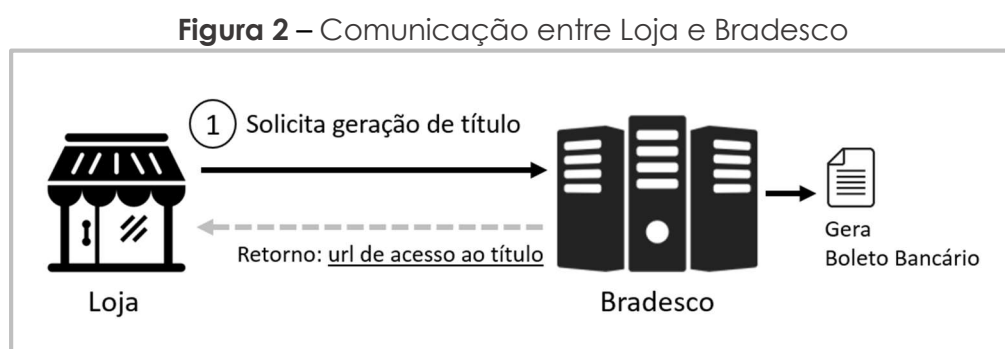 Figura 2 – Comunicação entre Loja e Bradesco
1 Solicita geração de título
Retorno: url de acesso ao título
Gera
Boleto Bancário
Loja
Bradesco